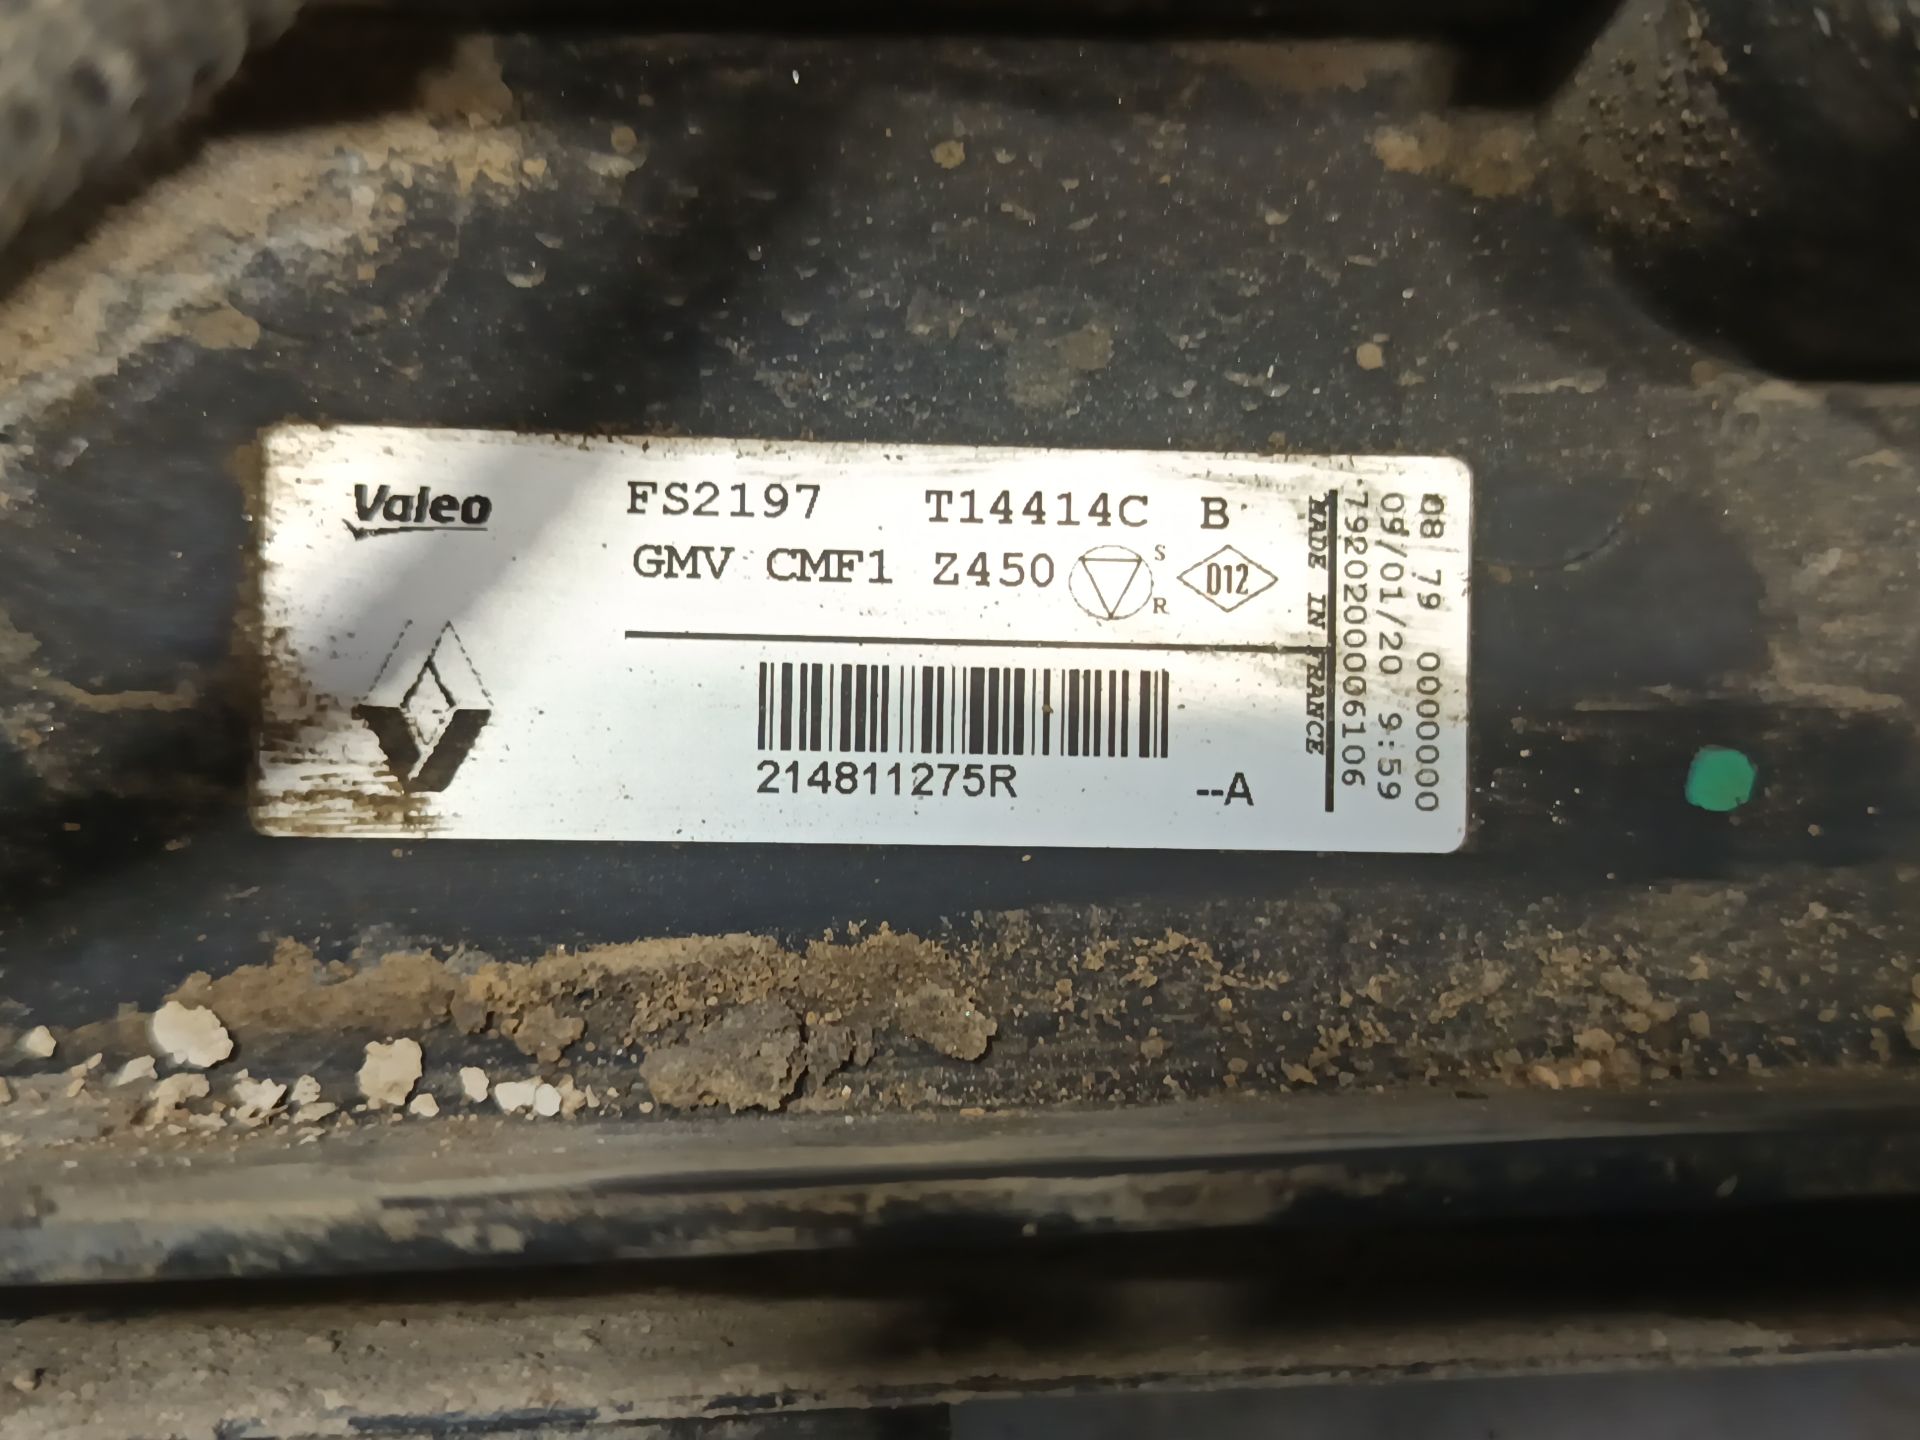 Valeo
FS2197 T14414C B
GMV CMF1 Z450 S R D12
214811275R --A
MADE IN FRANCE
79202000006106
09/01/20 9:59
08 79 0000000